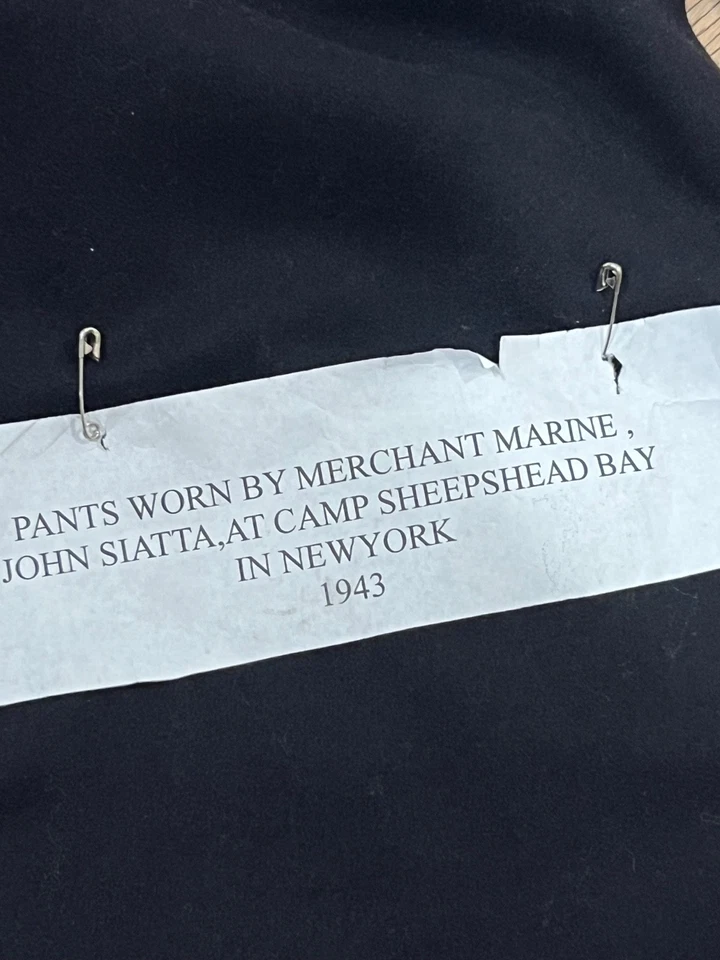 PANTS WORN BY MERCHANT MARINE ,
JOHN SIATTA,AT CAMP SHEEPSHEAD BAY
IN NEWYORK
1943